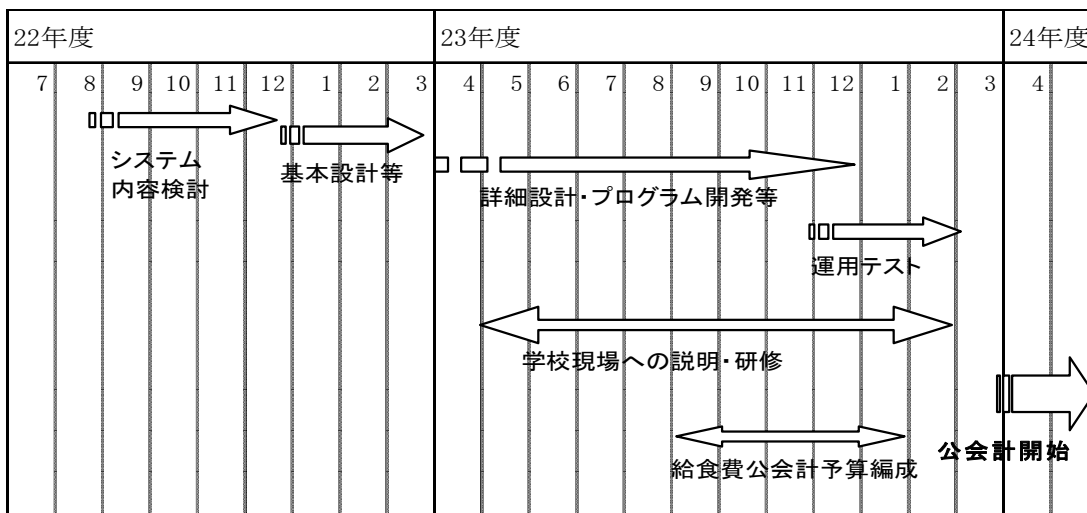 22年度 23年度 24年度
7 8 9 10 11 12 1 2 3 4 5 6 7 8 9 10 11 12 1 2 3 4
システム
内容検討
基本設計等
詳細設計・プログラム開発等
運用テスト
学校現場への説明・研修
公会計開始
給食費公会計予算編成